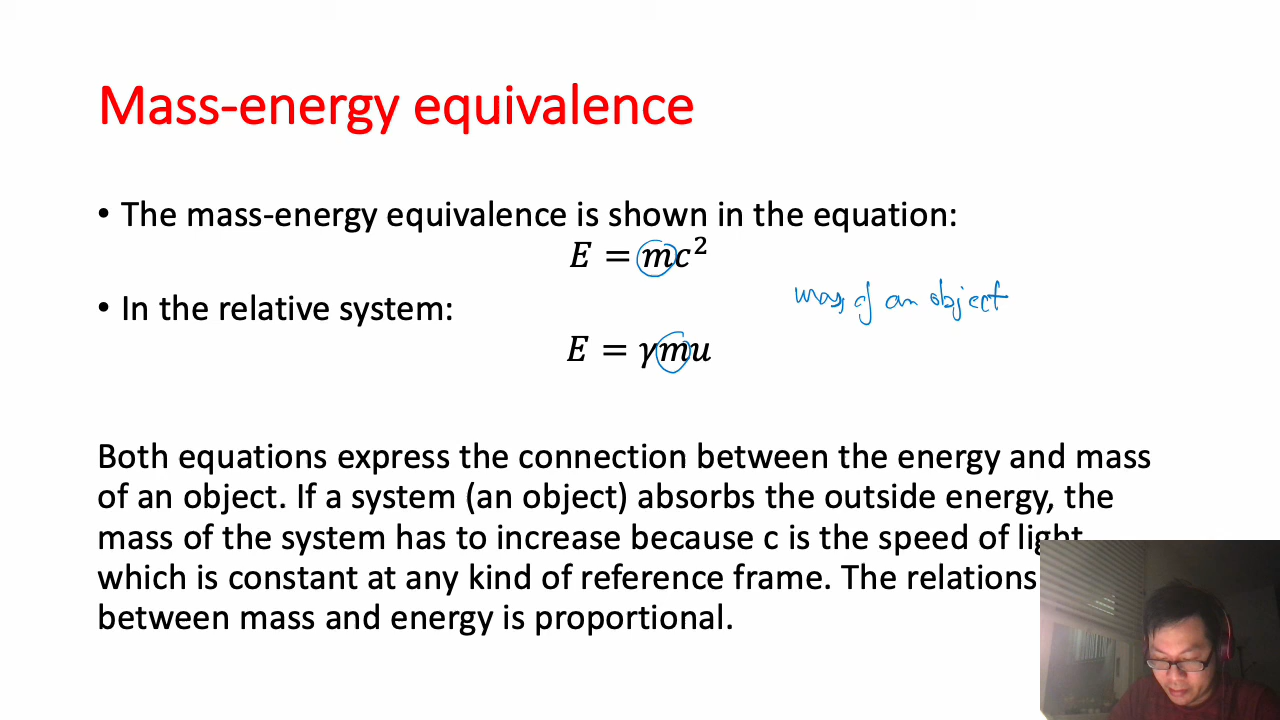 Mass-energy equivalence
• The mass-energy equivalence is shown in the equation:
E = mc²
• In the relative system:
mass of an object
E = γmu
Both equations express the connection between the energy and mass
of an object. If a system (an object) absorbs the outside energy, the
mass of the system has to increase because c is the speed of light
which is constant at any kind of reference frame. The relations
between mass and energy is proportional.